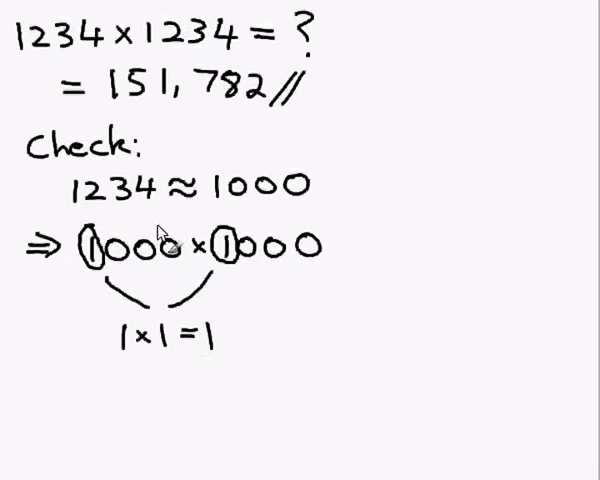 1234 × 1234 = ?
= 151,782 //
Check:
1234 ≈ 1000
⇒ 1000 × 1000
1 × 1 = 1